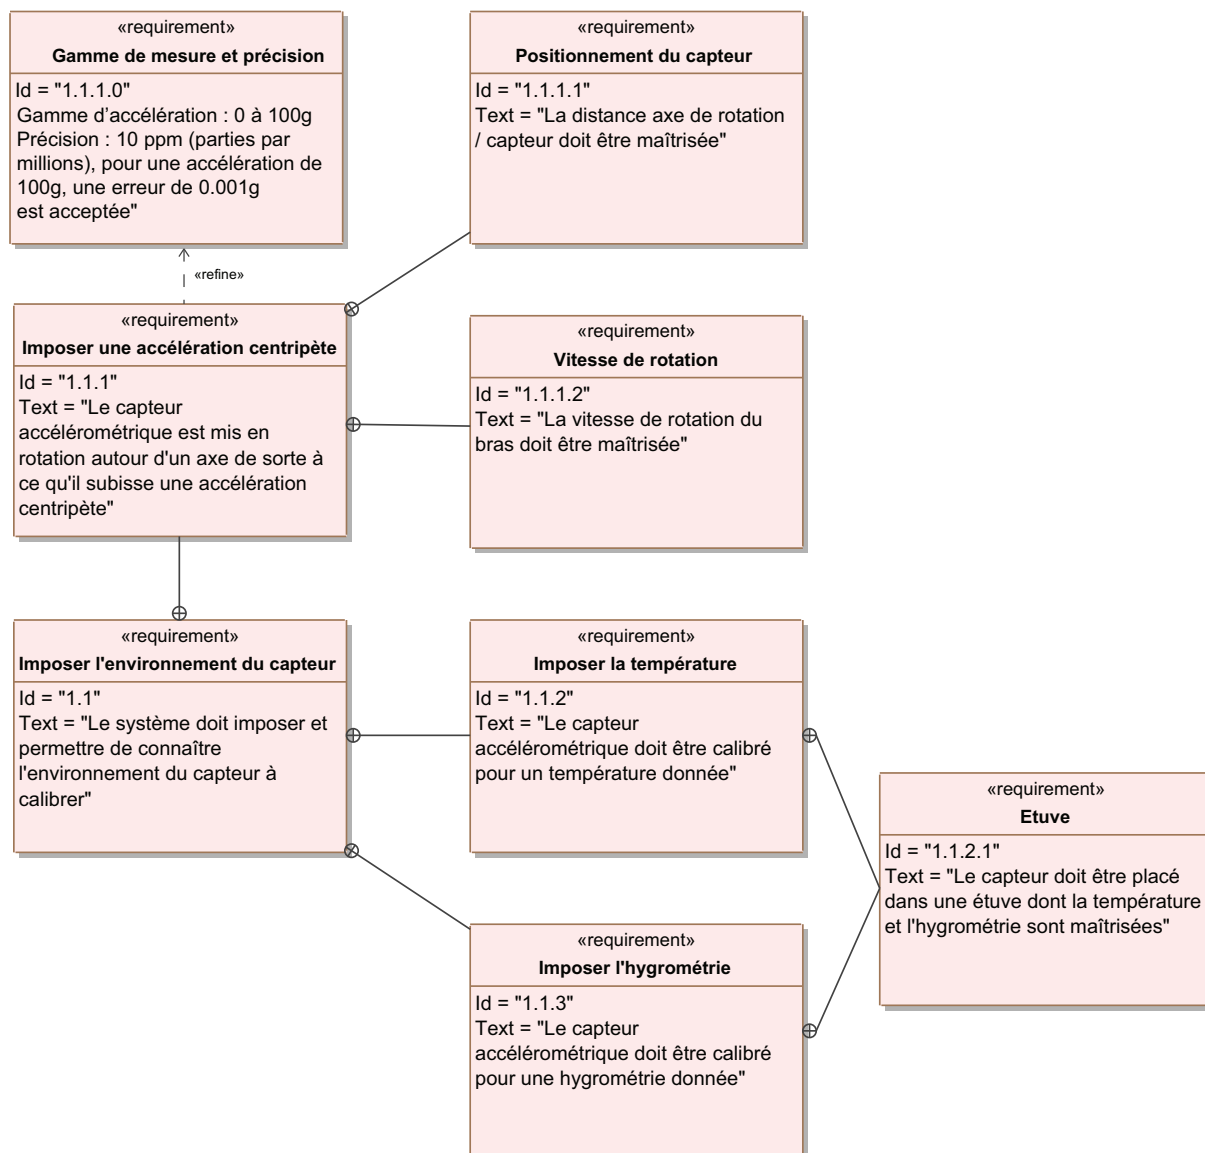 «requirement»
Gamme de mesure et précision
Id = "1.1.1.0"
Gamme d'accélération : 0 à 100g
Précision : 10 ppm (parties par
millions), pour une accélération de
100g, une erreur de 0.001g
est acceptée"
«requirement»
Positionnement du capteur
Id = "1.1.1.1"
Text = "La distance axe de rotation
/ capteur doit être maîtrisée"
«refine»
«requirement»
Imposer une accélération centripète
Id = "1.1.1"
Text = "Le capteur
accélérométrique est mis en
rotation autour d'un axe de sorte à
ce qu'il subisse une accélération
centripète"
«requirement»
Vitesse de rotation
Id = "1.1.1.2"
Text = "La vitesse de rotation du
bras doit être maîtrisée"
«requirement»
Imposer l'environnement du capteur
Id = "1.1"
Text = "Le système doit imposer et
permettre de connaître
l'environnement du capteur à
calibrer"
«requirement»
Imposer la température
Id = "1.1.2"
Text = "Le capteur
accélérométrique doit être calibré
pour un température donnée"
«requirement»
Etuve
Id = "1.1.2.1"
Text = "Le capteur doit être placé
dans une étuve dont la température
et l'hygrométrie sont maîtrisées"
«requirement»
Imposer l'hygrométrie
Id = "1.1.3"
Text = "Le capteur
accélérométrique doit être calibré
pour une hygrométrie donnée"